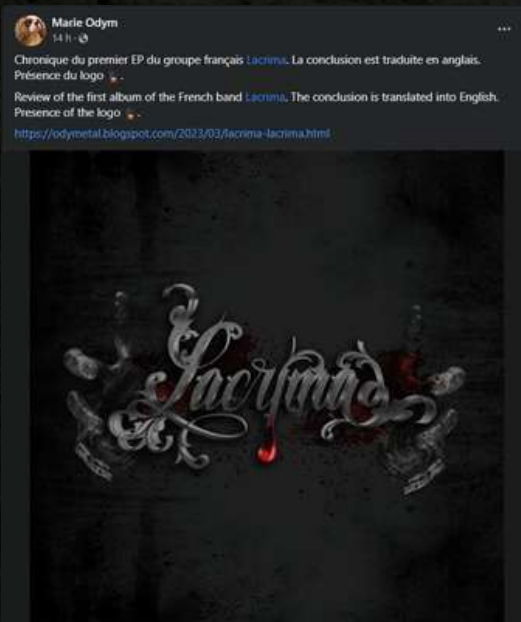 Marie Odym
14 h ·
Chronique du premier EP du groupe français Lacrima. La conclusion est traduite en anglais.
Présence du logo .
Review of the first album of the French band Lacrima. The conclusion is translated into English.
Presence of the logo .
https://odymetal.blogspot.com/2023/03/lacrima-lacrima.html
Lacryma